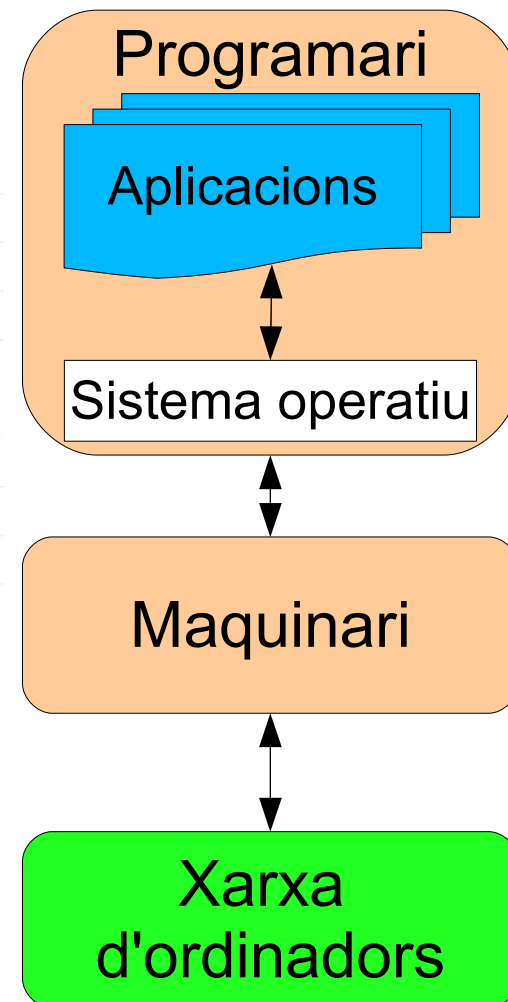 Programari
Aplicacions
Sistema operatiu
Maquinari
Xarxa
d'ordinadors